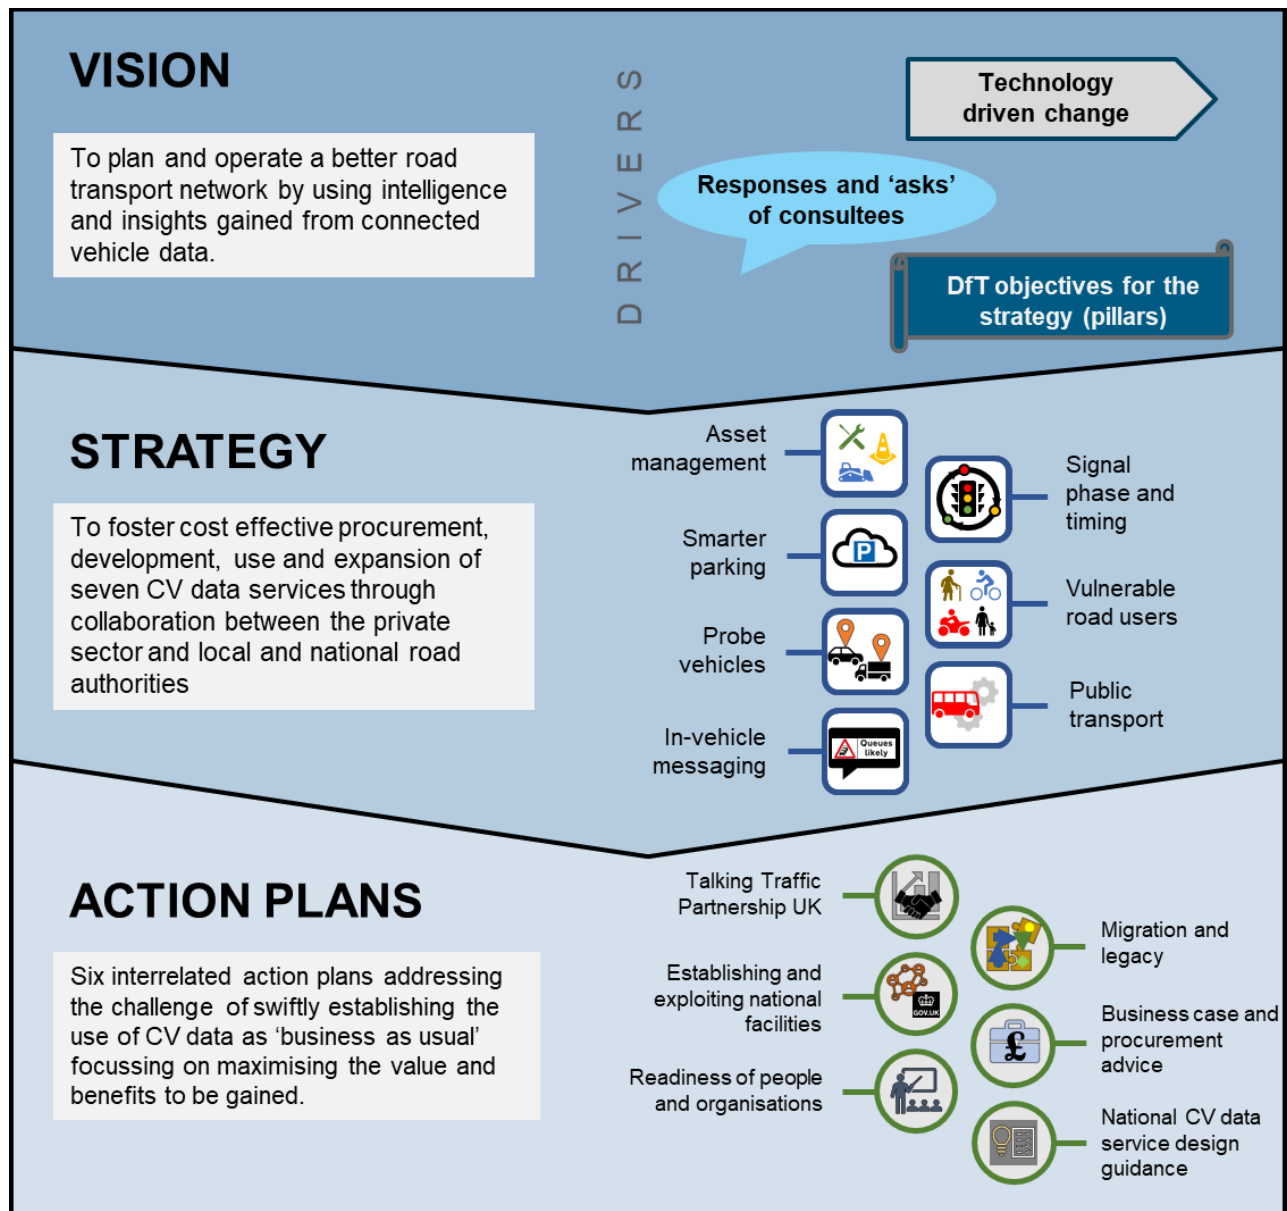 VISION
To plan and operate a better road
transport network by using intelligence
and insights gained from connected
vehicle data.
DRIVERS
Technology
driven change
Responses and ‘asks’
of consultees
DfT objectives for the
strategy (pillars)
STRATEGY
To foster cost effective procurement,
development, use and expansion of
seven CV data services through
collaboration between the private
sector and local and national road
authorities
Asset
management
Signal
phase and
timing
Smarter
parking
P
Vulnerable
road users
Probe
vehicles
Public
transport
In-vehicle
messaging
Queues
likely
ACTION PLANS
Six interrelated action plans addressing
the challenge of swiftly establishing the
use of CV data as ‘business as usual’
focussing on maximising the value and
benefits to be gained.
Talking Traffic
Partnership UK
Migration and
legacy
Establishing and
exploiting national
facilities
GOV.UK
Business case and
procurement
advice
£
Readiness of people
and organisations
National CV data
service design
guidance